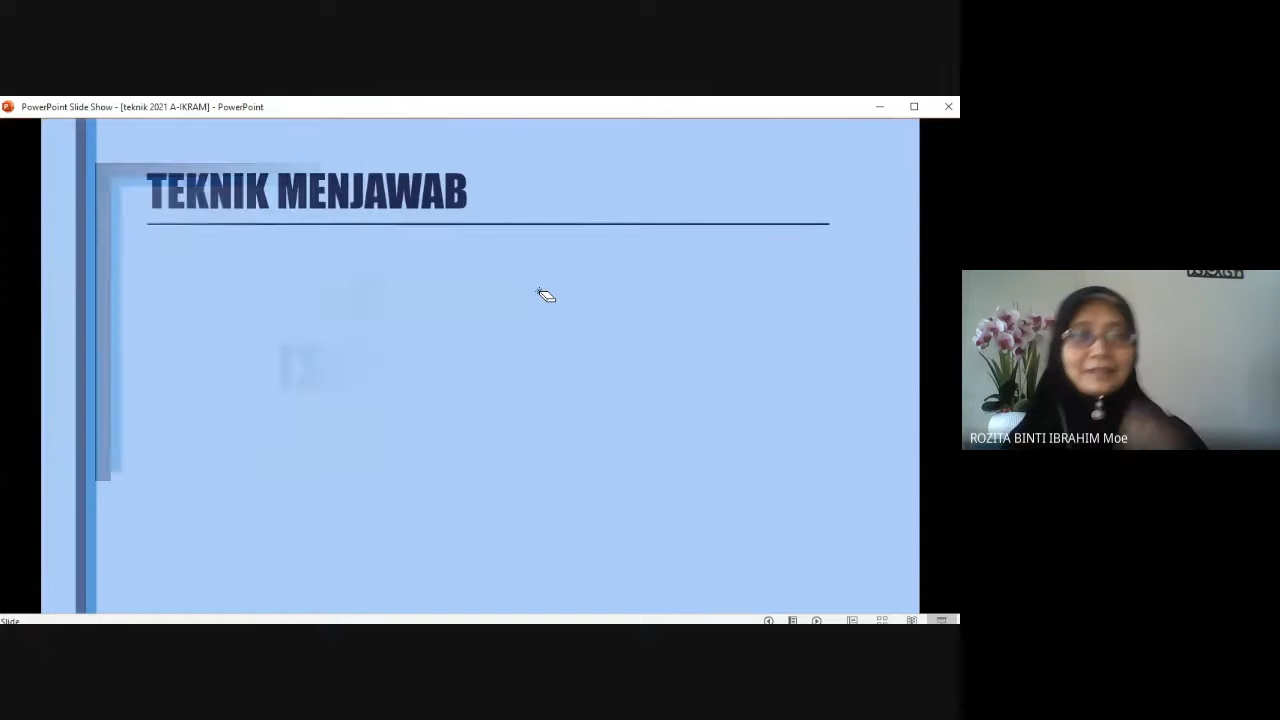 PowerPoint Slide Show - [teknik 2021 A-IKRAM] - PowerPoint
TEKNIK MENJAWAB
ROZITA BINTI IBRAHIM Moe
Slide